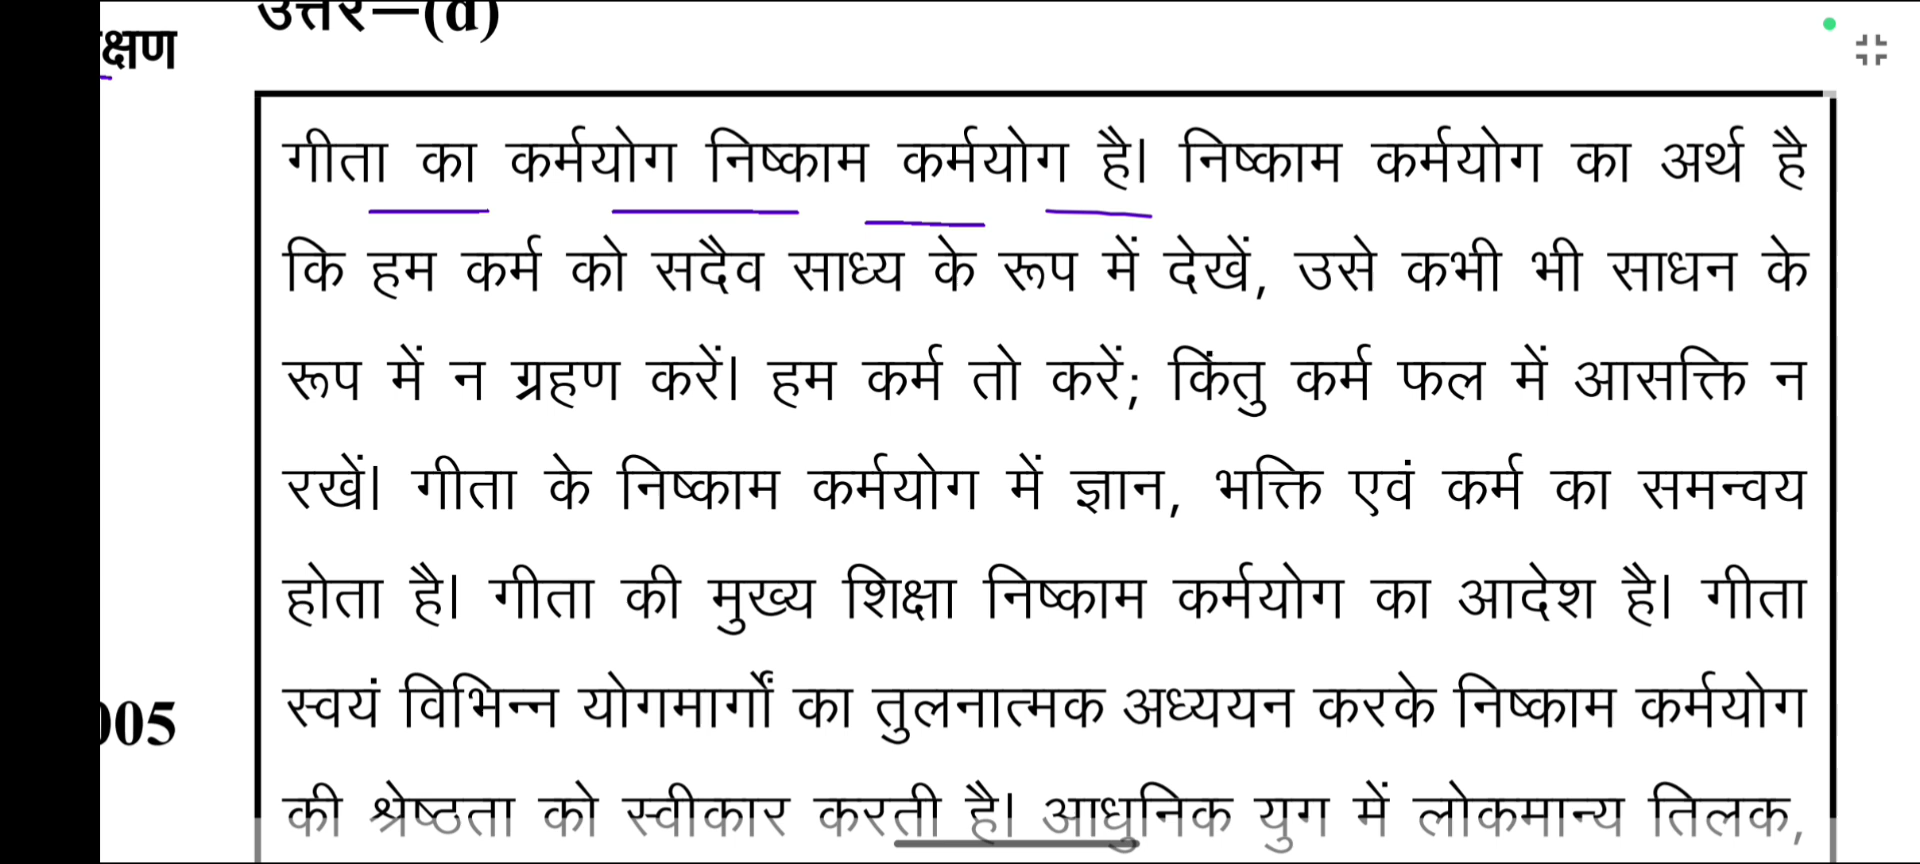 उत्तर—(d)
क्षण
गीता का कर्मयोग निष्काम कर्मयोग है। निष्काम कर्मयोग का अर्थ है
कि हम कर्म को सदैव साध्य के रूप में देखें, उसे कभी भी साधन के
रूप में न ग्रहण करें। हम कर्म तो करें; किंतु कर्म फल में आसक्ति न
रखें। गीता के निष्काम कर्मयोग में ज्ञान, भक्ति एवं कर्म का समन्वय
होता है। गीता की मुख्य शिक्षा निष्काम कर्मयोग का आदेश है। गीता
स्वयं विभिन्न योगमार्गों का तुलनात्मक अध्ययन करके निष्काम कर्मयोग
005
की श्रेष्ठता को स्वीकार करती है। आधुनिक युग में लोकमान्य तिलक,